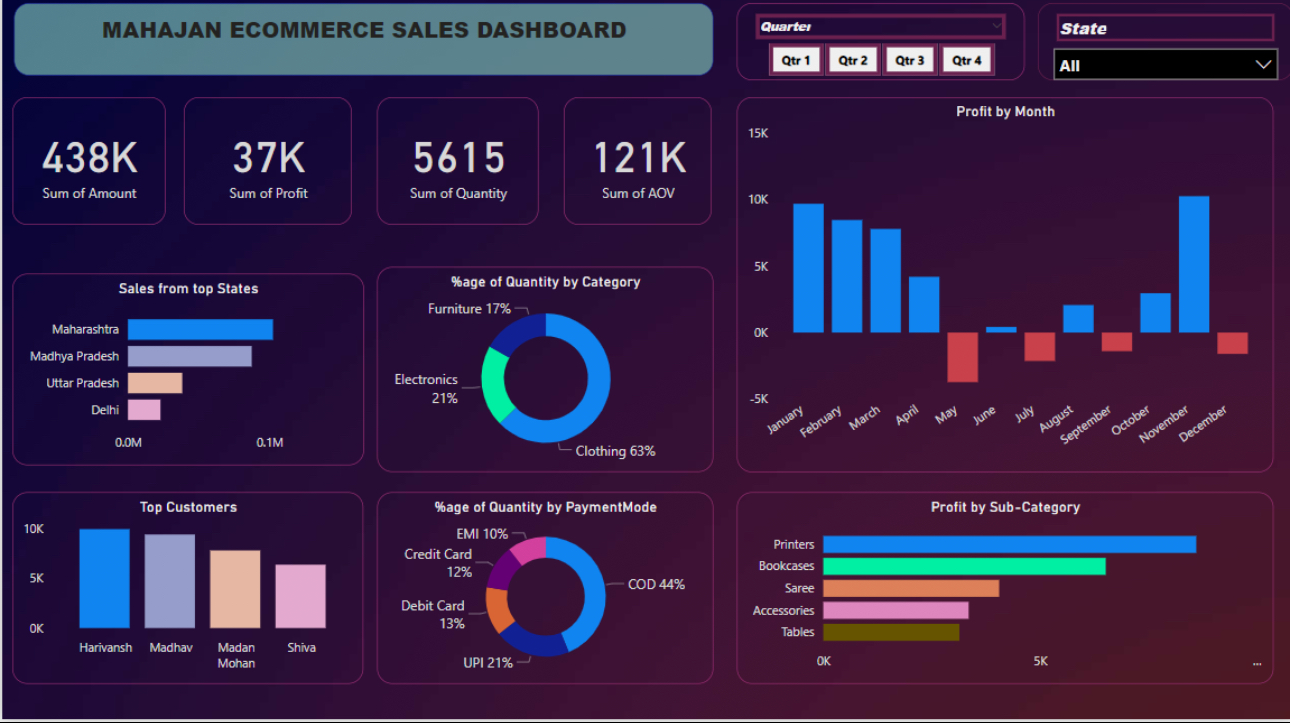 MAHAJAN ECOMMERCE SALES DASHBOARD
Quarter
Qtr 1
Qtr 2
Qtr 3
Qtr 4
State
All
438K
Sum of Amount
37K
Sum of Profit
5615
Sum of Quantity
121K
Sum of AOV
Profit by Month
15K
10K
5K
0K
-5K
January
February
March
April
May
June
July
August
September
October
November
December
Sales from top States
Maharashtra
Madhya Pradesh
Uttar Pradesh
Delhi
0.0M
0.1M
%age of Quantity by Category
Furniture 17%
Electronics
21%
Clothing 63%
Top Customers
10K
5K
0K
Harivansh
Madhav
Madan
Mohan
Shiva
%age of Quantity by PaymentMode
EMI 10%
Credit Card
12%
Debit Card
13%
UPI 21%
COD 44%
Profit by Sub-Category
Printers
Bookcases
Saree
Accessories
Tables
0K
5K
...